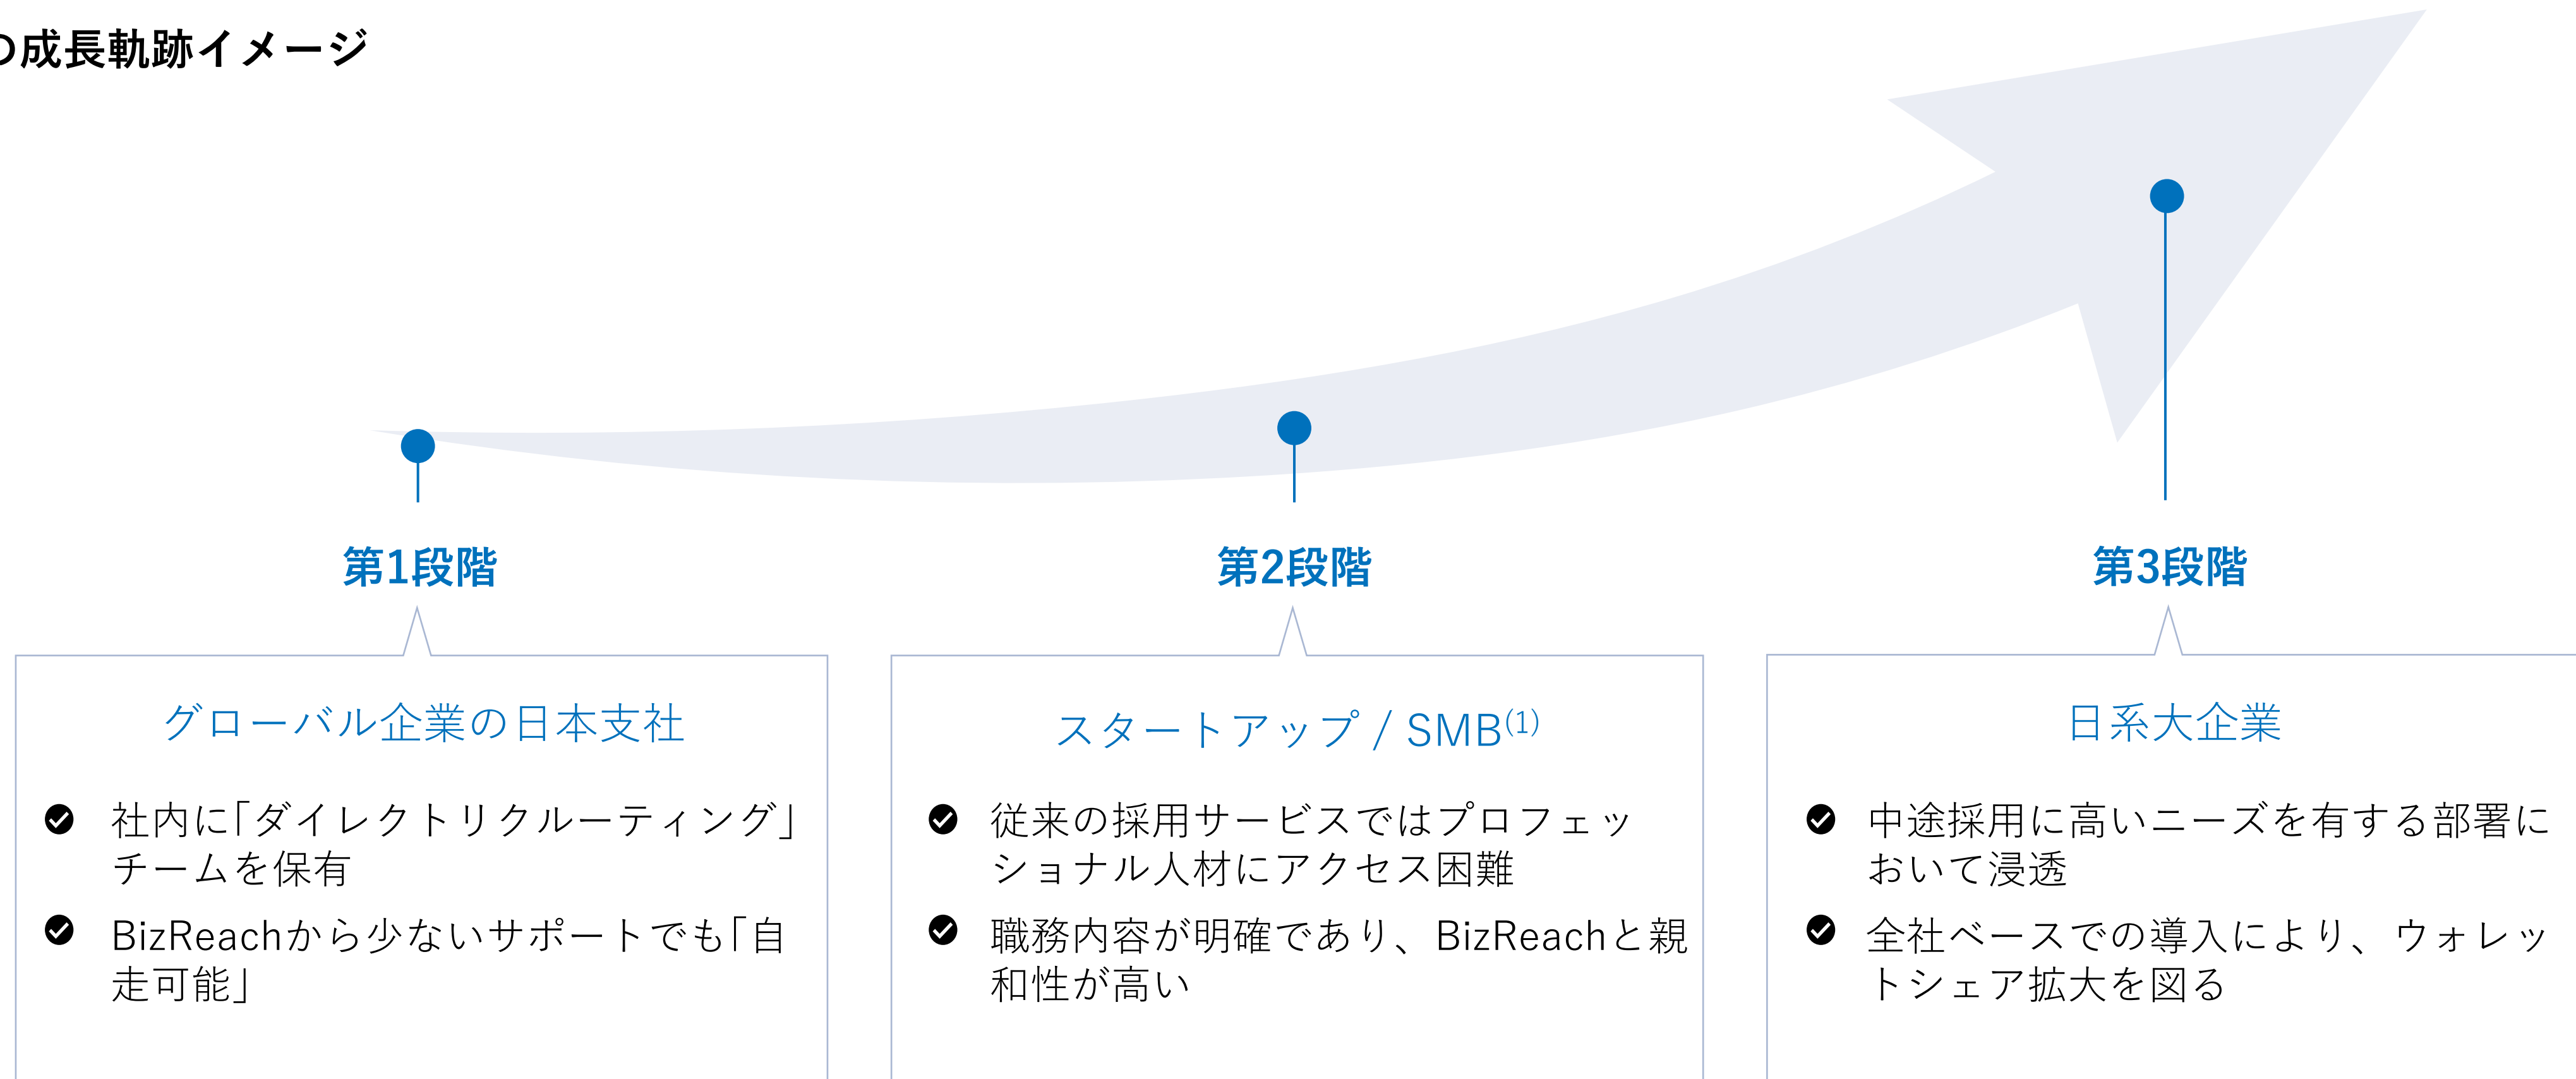 の成長軌跡イメージ
第1段階
第2段階
第3段階
グローバル企業の日本支社
社内に「ダイレクトリクルーティング」
チームを保有
BizReachから少ないサポートでも「自
走可能」
スタートアップ / SMB(1)
従来の採用サービスではプロフェッ
ショナル人材にアクセス困難
職務内容が明確であり、BizReachと親
和性が高い
日系大企業
中途採用に高いニーズを有する部署に
おいて浸透
全社ベースでの導入により、ウォレッ
トシェア拡大を図る